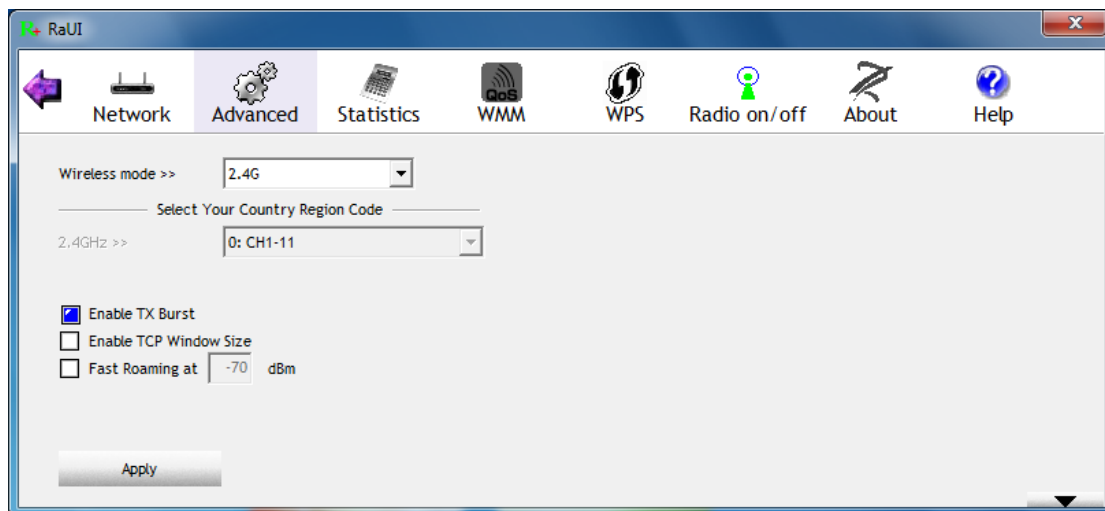 RaUI
Network Advanced Statistics QoS WMM WPS Radio on/off About Help
Wireless mode >> 2.4G
Select Your Country Region Code
2.4GHz >> 0: CH1-11
Enable TX Burst
Enable TCP Window Size
Fast Roaming at -70 dBm
Apply